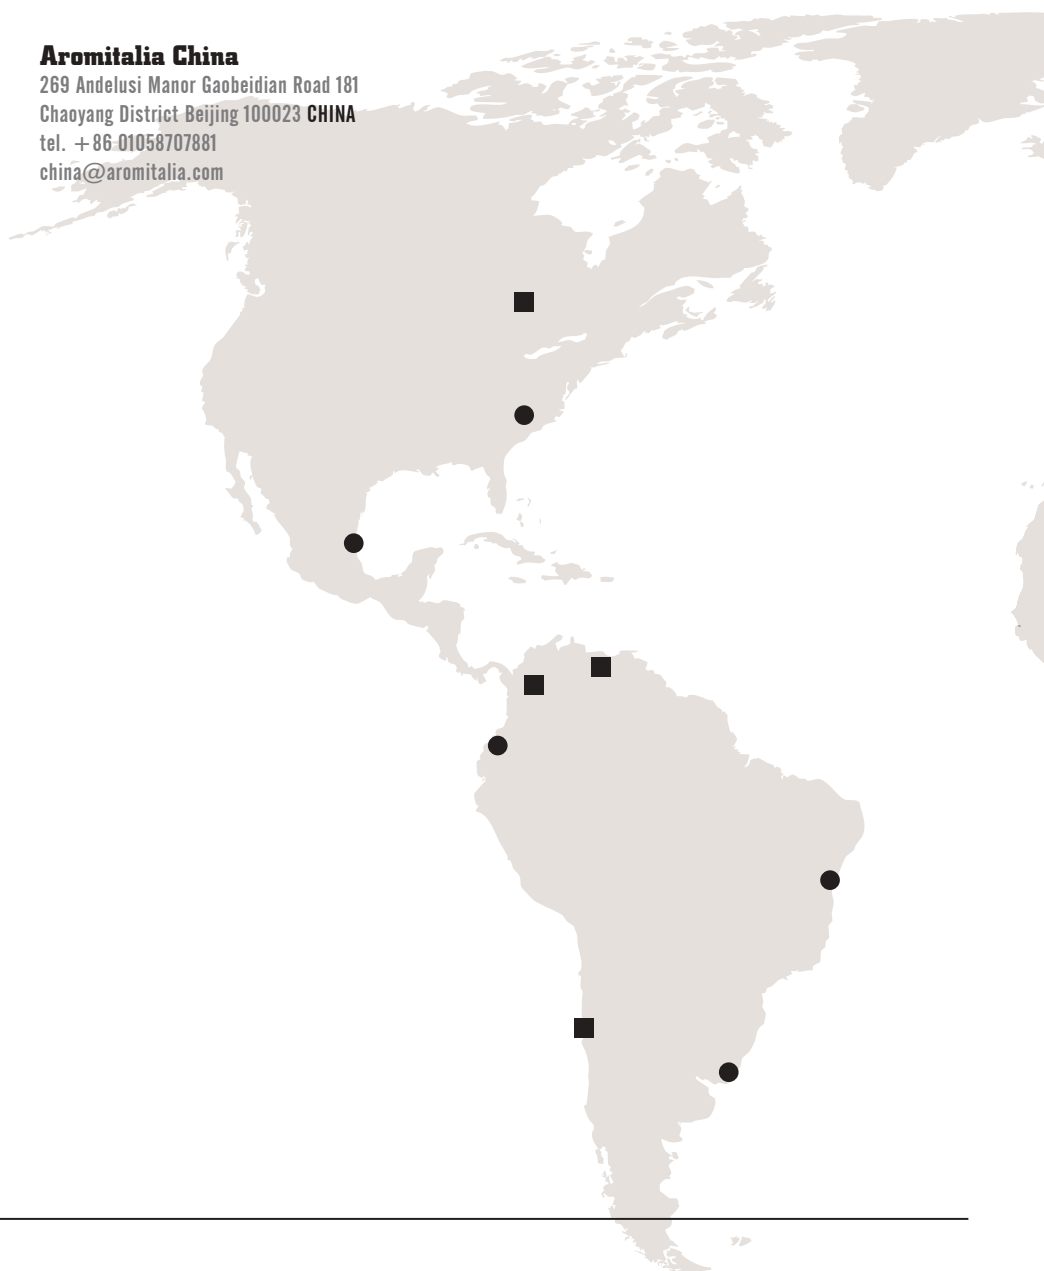 Aromitalia China
269 Andelusi Manor Gaobeidian Road 181
Chaoyang District Beijing 100023 CHINA
tel. +86 01058707881
china@aromitalia.com